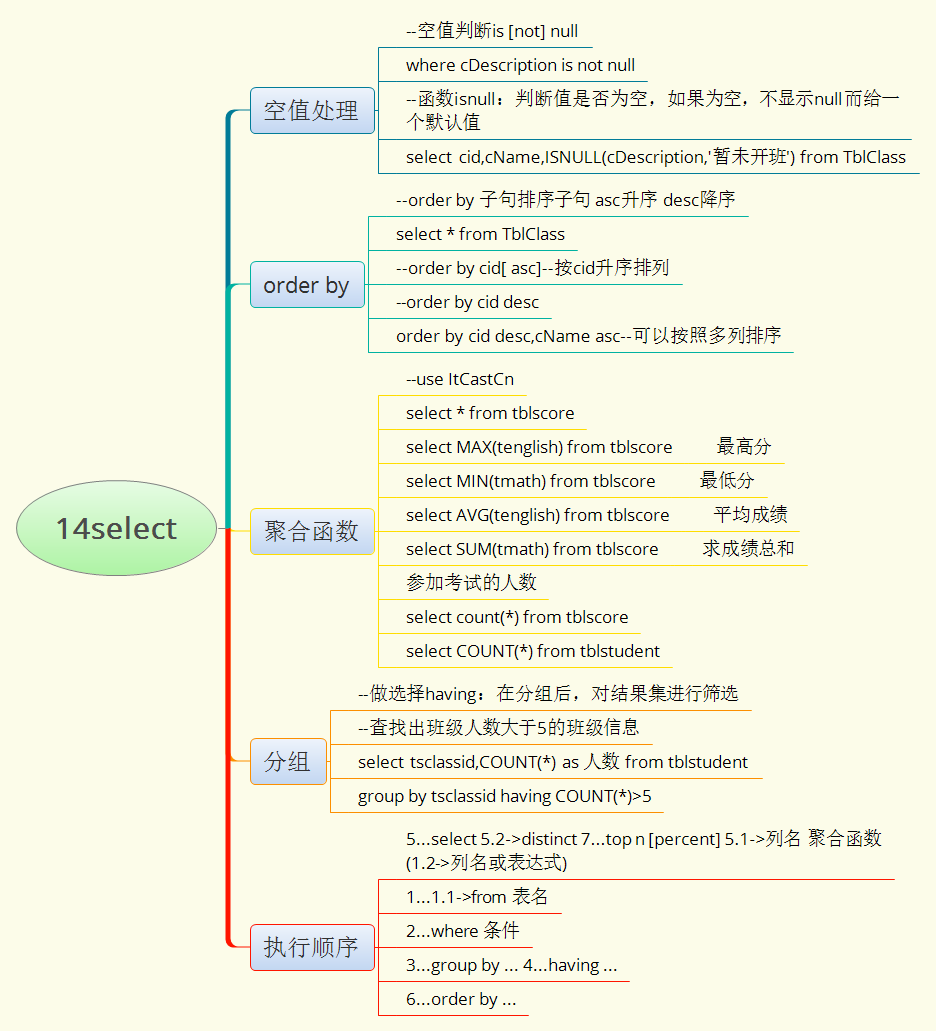 14select
空值处理
--空值判断is [not] null
where cDescription is not null
--函数isnull：判断值是否为空，如果为空，不显示null而给一
个默认值
select cid,cName,ISNULL(cDescription,'暂未开班') from TblClass
order by
--order by 子句排序子句 asc升序 desc降序
select * from TblClass
--order by cid[ asc]--按cid升序排列
--order by cid desc
order by cid desc,cName asc--可以按照多列排序
聚合函数
--use ItCastCn
select * from tblscore
select MAX(tenglish) from tblscore 最高分
select MIN(tmath) from tblscore 最低分
select AVG(tenglish) from tblscore 平均成绩
select SUM(tmath) from tblscore 求成绩总和
参加考试的人数
select count(*) from tblscore
select COUNT(*) from tblstudent
分组
--做选择having：在分组后，对结果集进行筛选
--查找出班级人数大于5的班级信息
select tsclassid,COUNT(*) as 人数 from tblstudent
group by tsclassid having COUNT(*)>5
执行顺序
5...select 5.2->distinct 7...top n [percent] 5.1->列名 聚合函数
(1.2->列名或表达式)
1...1.1->from 表名
2...where 条件
3...group by ... 4...having ...
6...order by ...